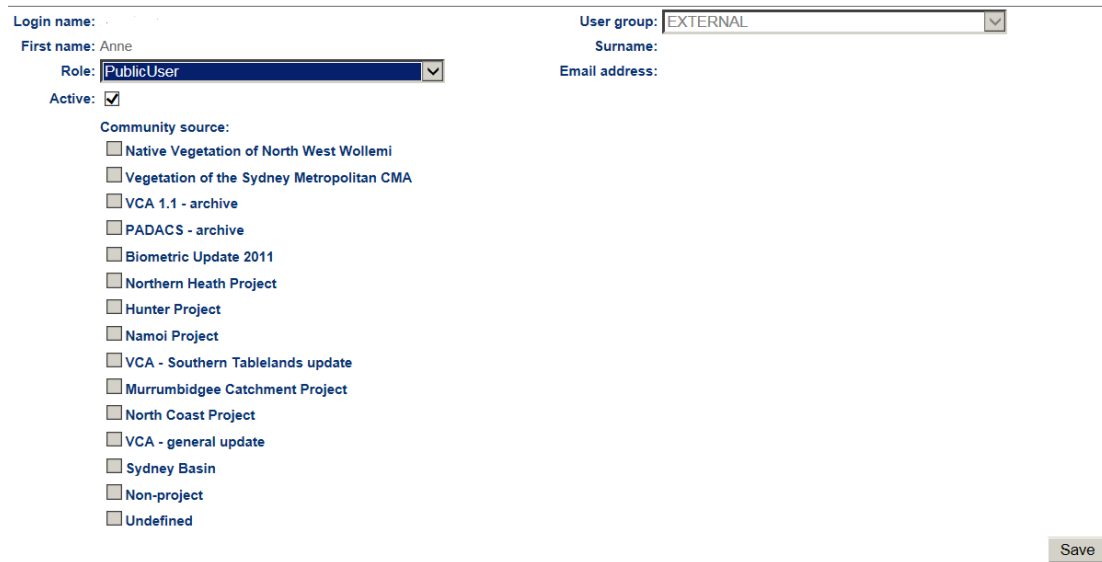 Login name: User group: EXTERNAL
First name: Anne Surname:
Role: PublicUser Email address:
Active:
Community source:
Native Vegetation of North West Wollemi
Vegetation of the Sydney Metropolitan CMA
VCA 1.1 - archive
PADACS - archive
Biometric Update 2011
Northern Heath Project
Hunter Project
Namoi Project
VCA - Southern Tablelands update
Murrumbidgee Catchment Project
North Coast Project
VCA - general update
Sydney Basin
Non-project
Undefined
Save